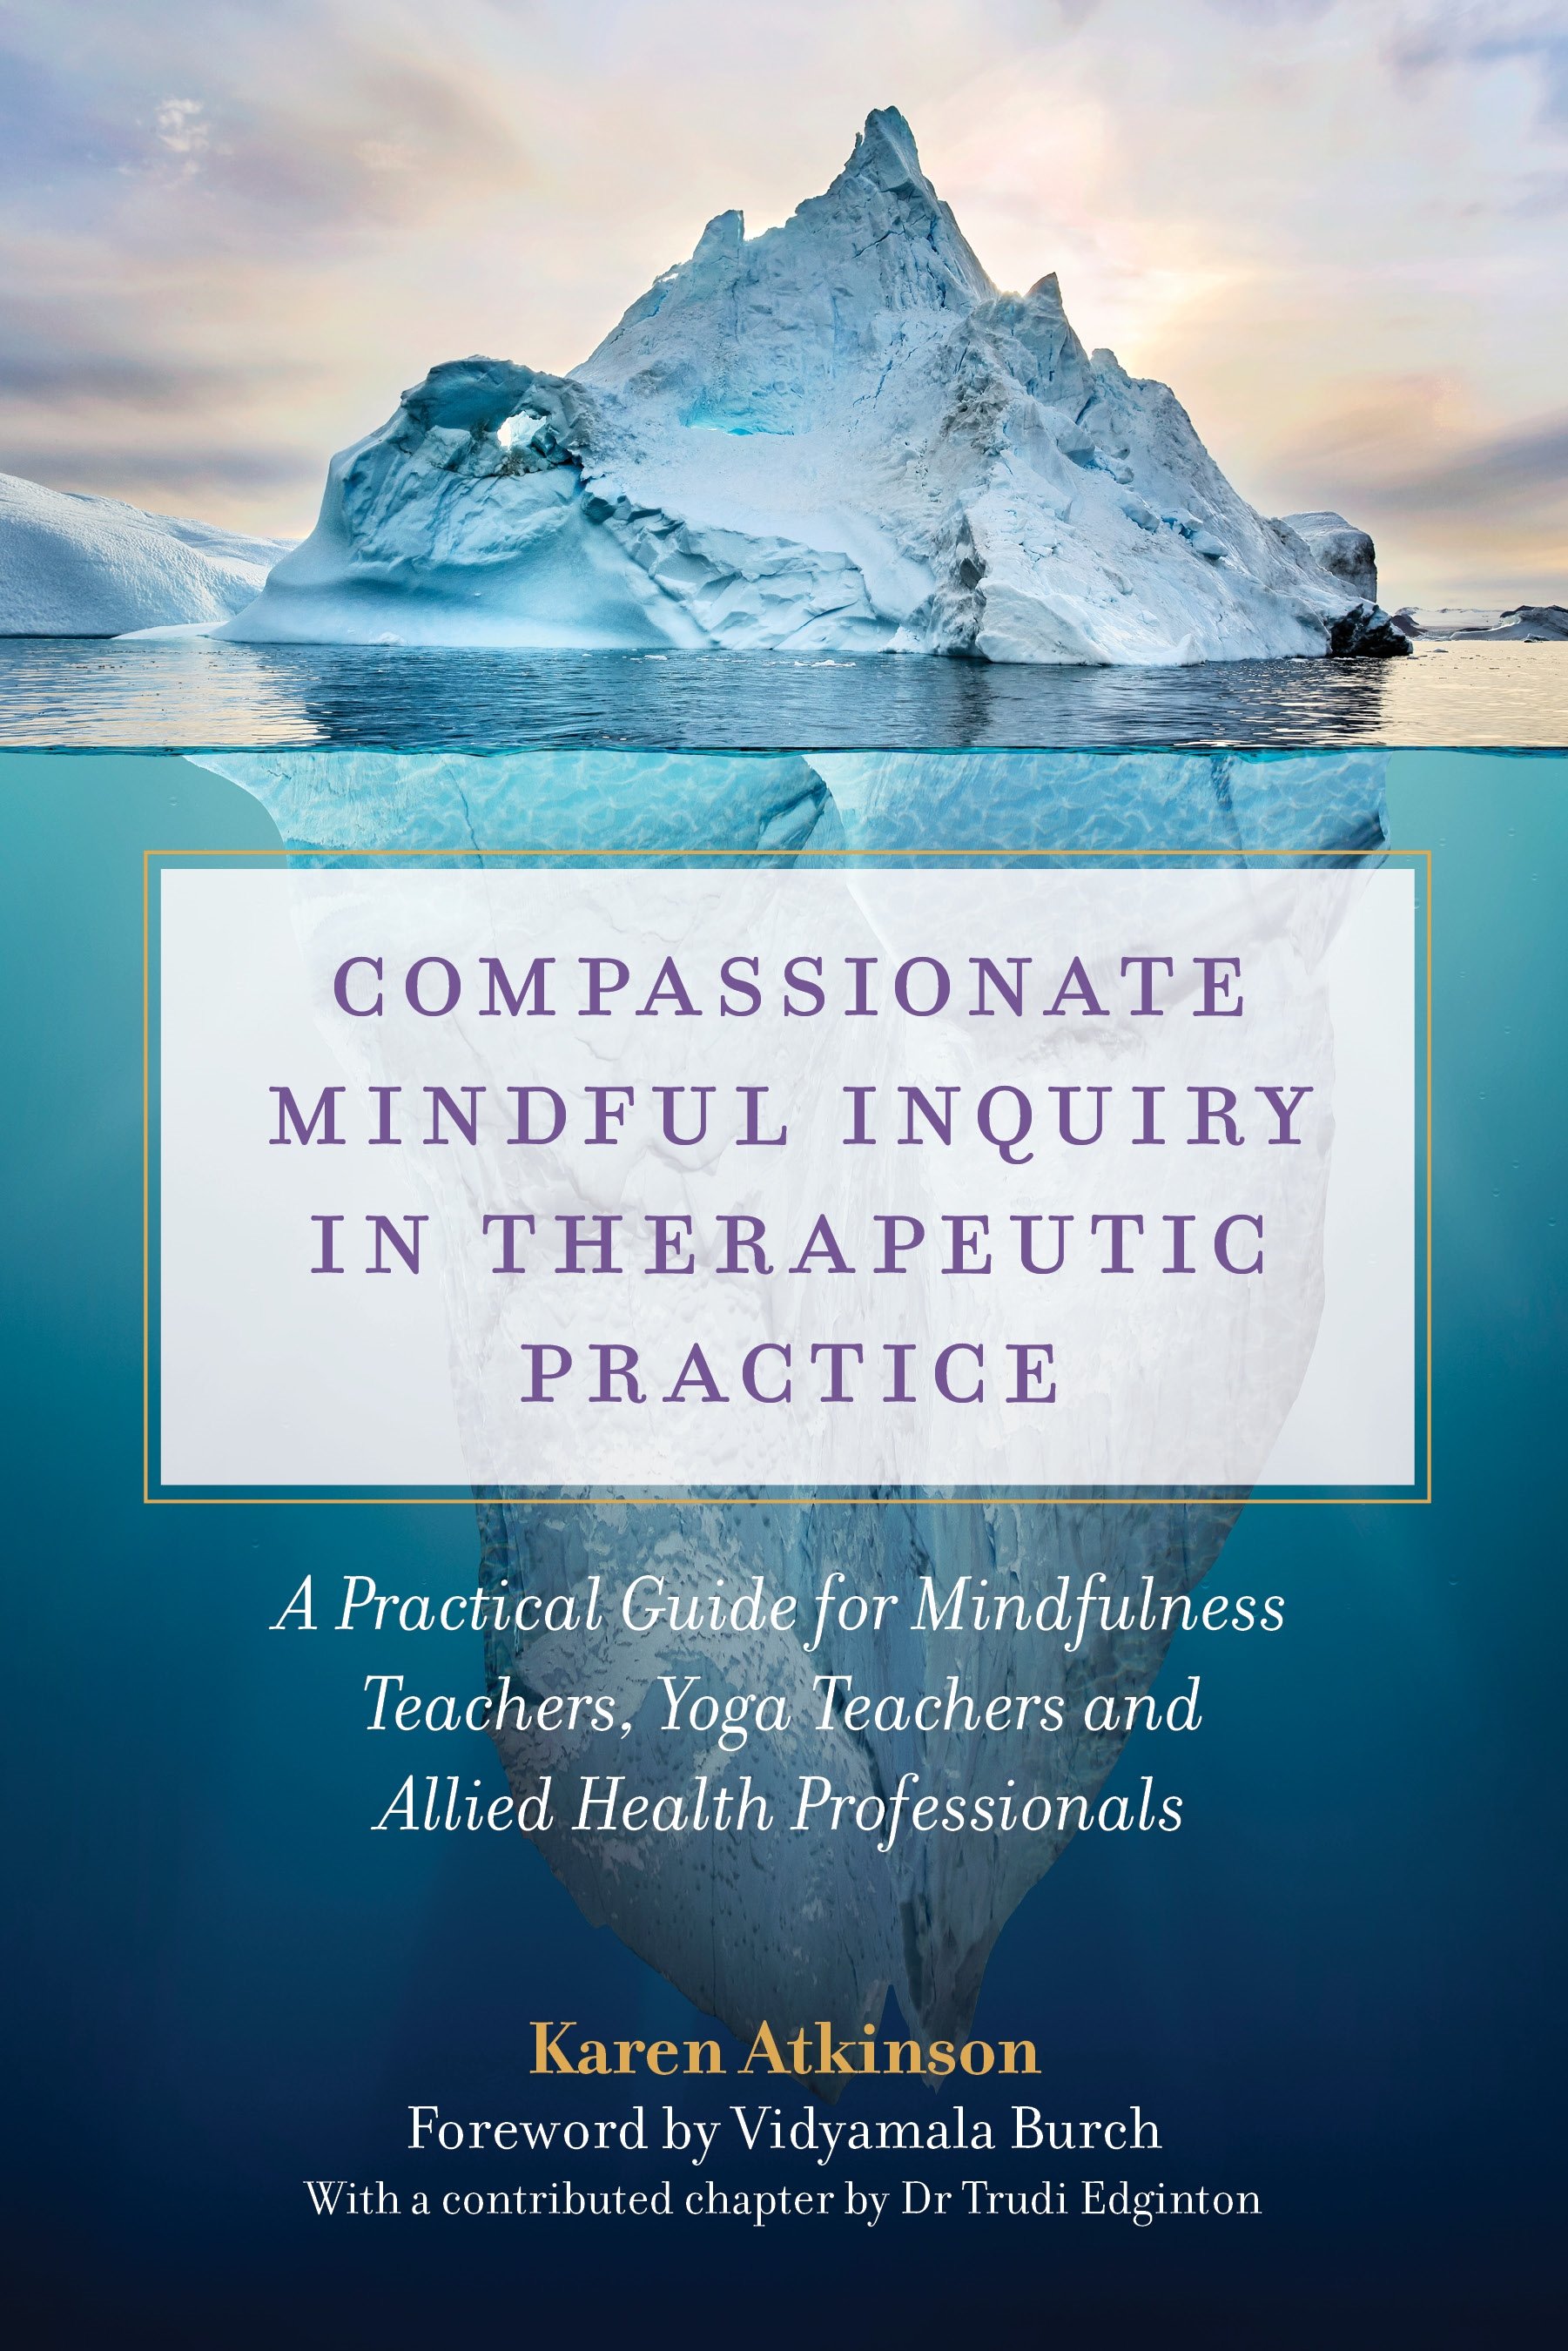 COMPASSIONATE
MINDFUL INQUIRY
IN THERAPEUTIC
PRACTICE
A Practical Guide for Mindfulness
Teachers, Yoga Teachers and
Allied Health Professionals
Karen Atkinson
Foreword by Vidyamala Burch
With a contributed chapter by Dr Trudi Edginton